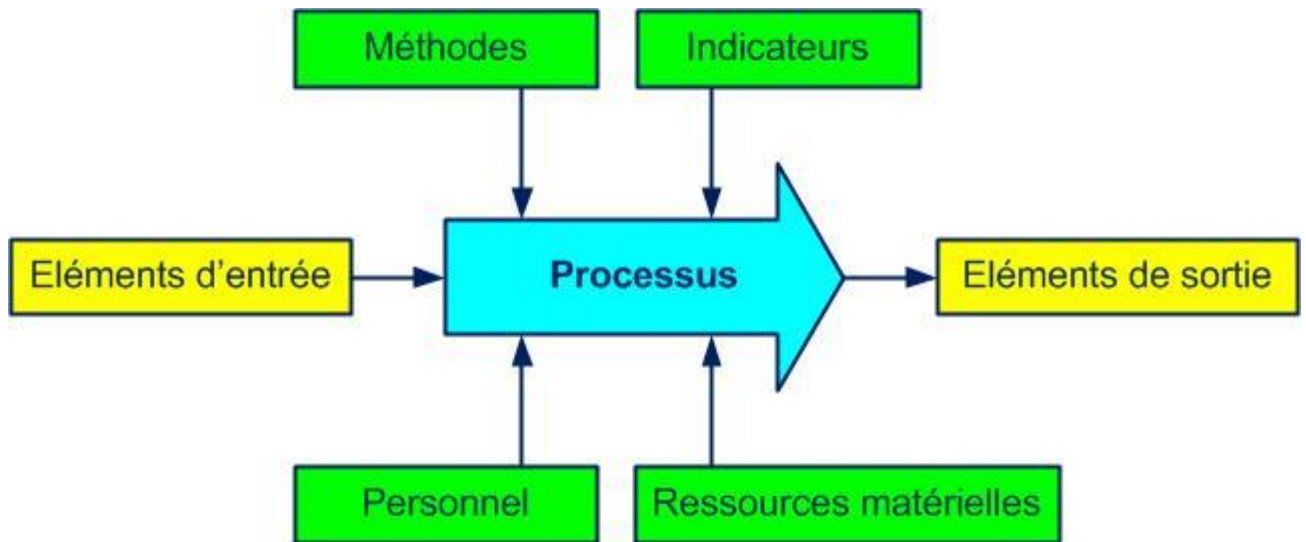 Méthodes
Indicateurs
Eléments d’entrée
Processus
Eléments de sortie
Personnel
Ressources matérielles